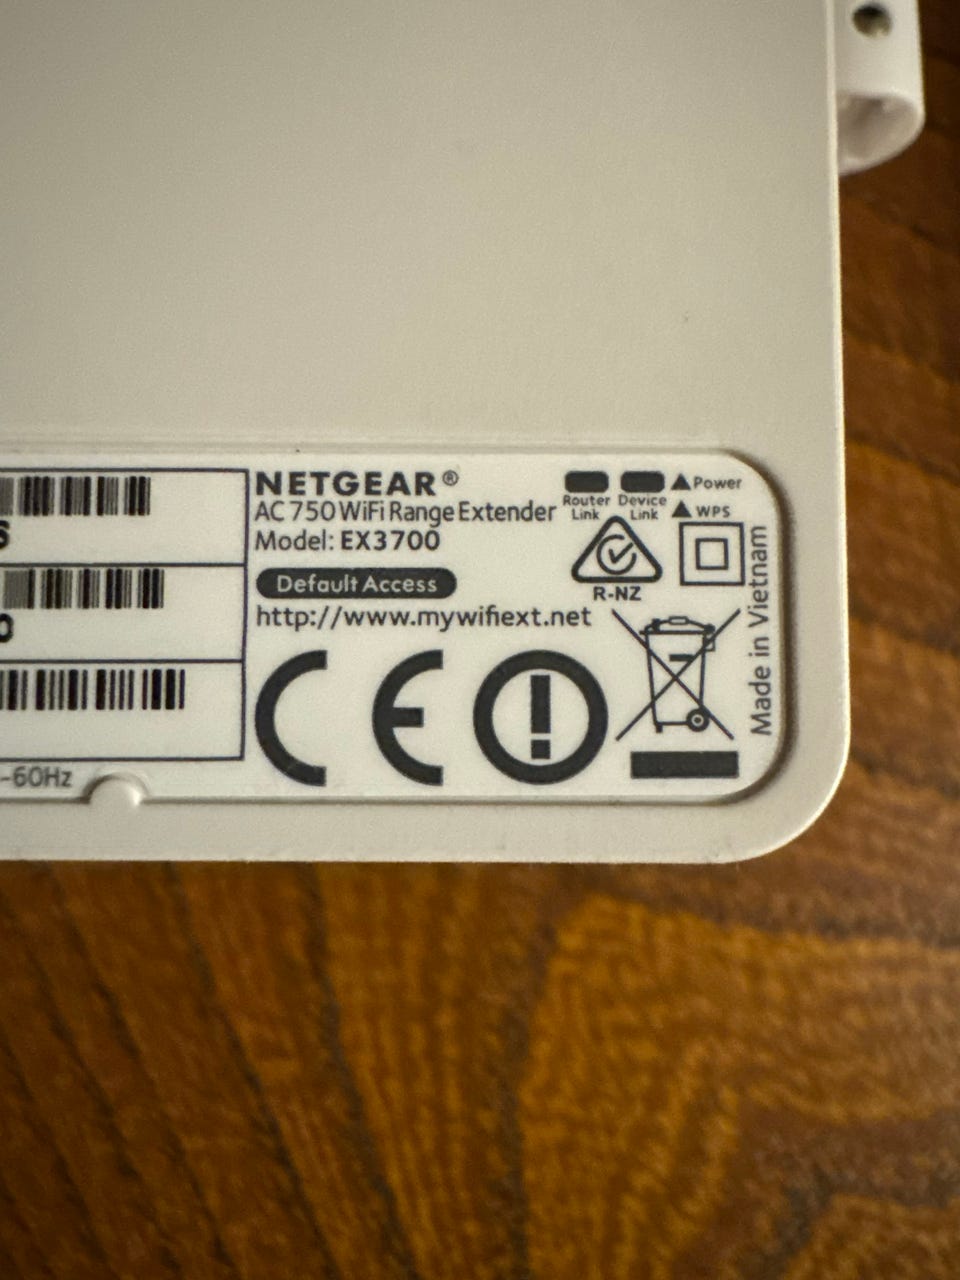 S
0
-60Hz
NETGEAR®
AC750 WiFi Range Extender
Model: EX3700
Default Access
http://www.mywifiext.net
Router Link
Device Link
▲Power
▲WPS
R-NZ
CE
Made in Vietnam